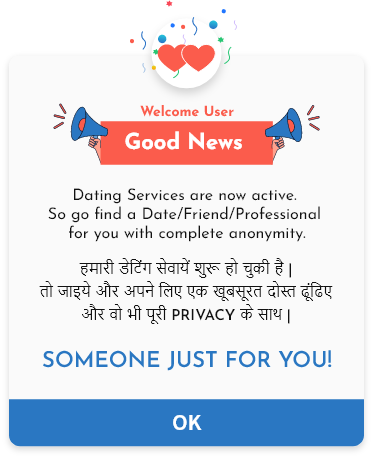 Welcome User
Good News
Dating Services are now active.
So go find a Date/Friend/Professional
for you with complete anonymity.
हमारी डेटिंग सेवायें शुरू हो चुकी है |
तो जाइये और अपने लिए एक खूबसूरत दोस्त ढूंढिए
और वो भी पूरी PRIVACY के साथ |
SOMEONE JUST FOR YOU!
OK